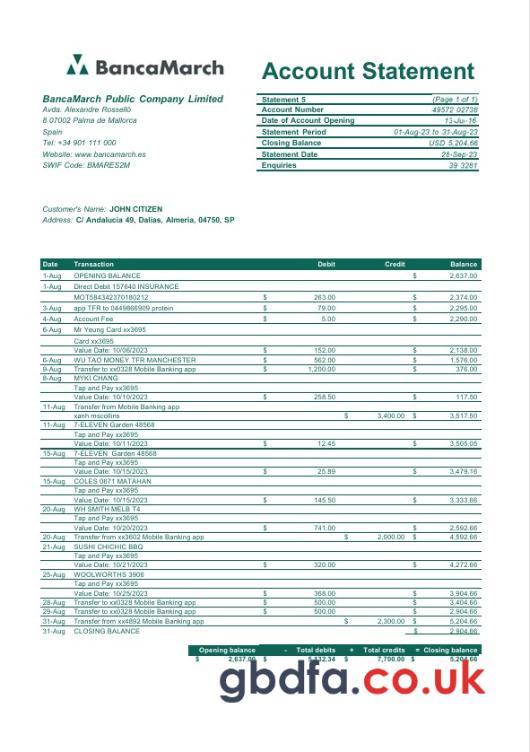 BancaMarch
Account Statement
BancaMarch Public Company Limited
Avda. Alexandre Rosselló
8 07002 Palma de Mallorca
Spain
Tel: +34 901 111 000
Website: www.bancamarch.es
SWIF Code: BMARES2M
Statement 5 (Page 1 of 1)
Account Number 49572 02738
Date of Account Opening 13-Jul-16
Statement Period 01-Aug-23 to 31-Aug-23
Closing Balance USD 5,204.66
Statement Date 28-Sep-23
Enquiries 39 3281
Customer's Name: JOHN CITIZEN
Address: C/ Andalucia 49, Dalias, Almeria, 04750, SP
Date Transaction Debit Credit Balance
1-Aug OPENING BALANCE $ 2,637.00
1-Aug Direct Debit 157640 INSURANCE
MOT584342370180212 $ 263.00 2,374.00
3-Aug app TFR to 0449866909 protein $ 79.00 $ 2,295.00
4-Aug Account Fee $ 5.00 $ 2,290.00
6-Aug Mr Yeung Card xx3695
Card xx3695
Value Date: 10/06/2023 $ 152.00 $ 2,138.00
6-Aug WU TAO MONEY TFR MANCHESTER $ 562.00 $ 1,576.00
9-Aug Transfer to xx0328 Mobile Banking app $ 1,200.00 $ 376.00
8-Aug MYKI CHANG
Tap and Pay xx3695
Value Date: 10/10/2023 $ 258.50 $ 117.50
11-Aug Transfer from Mobile Banking app
xanh mscollins $ 3,400.00 $ 3,517.50
11-Aug 7-ELEVEN Garden 48568
Tap and Pay xx3695
Value Date: 10/11/2023 $ 12.45 $ 3,505.05
15-Aug 7-ELEVEN Garden 48568
Tap and Pay xx3695
Value Date: 10/15/2023 $ 25.89 $ 3,479.16
15-Aug COLES 0671 MATAHAN
Tap and Pay xx3695
Value Date: 10/15/2023 $ 145.50 $ 3,333.66
20-Aug WH SMITH MELB T4
Tap and Pay xx3695
Value Date: 10/20/2023 $ 741.00 $ 2,592.66
20-Aug Transfer from xx3602 Mobile Banking app $ 2,000.00 $ 4,592.66
21-Aug SUSHI CHICHIC BBQ
Tap and Pay xx3695
Value Date: 10/21/2023 $ 320.00 $ 4,272.66
25-Aug WOOLWORTHS 3906
Tap and Pay xx3695
Value Date: 10/25/2023 $ 368.00 $ 3,904.66
28-Aug Transfer to xx0328 Mobile Banking app $ 500.00 $ 3,404.66
29-Aug Transfer to xx0328 Mobile Banking app $ 500.00 $ 2,904.66
31-Aug Transfer from xx4892 Mobile Banking app $ 2,300.00 $ 5,204.66
31-Aug CLOSING BALANCE $ 2,904.66
Opening balance - Total debits + Total credits = Closing balance
$ 2,637.00 $ 5,132.34 $ 7,700.00 $ 5,204.66
gbdfa.co.uk